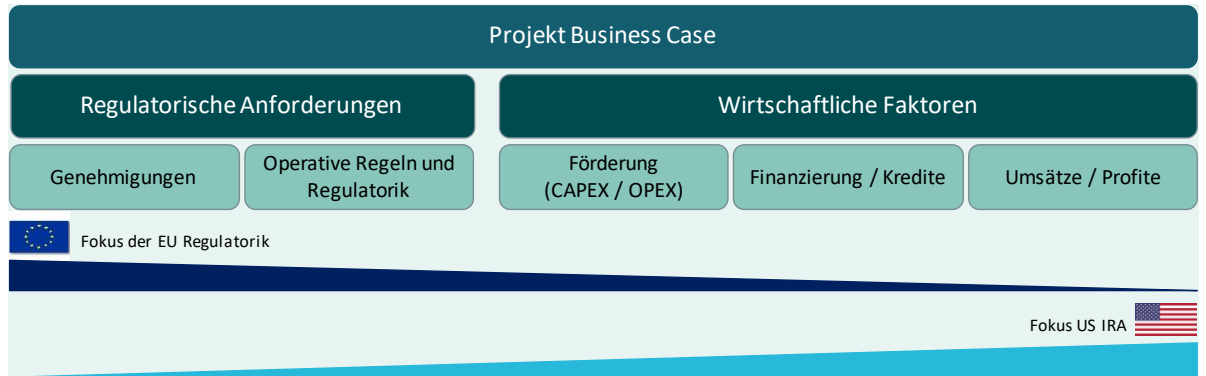 Projekt Business Case
Regulatorische Anforderungen
Wirtschaftliche Faktoren
Genehmigungen
Operative Regeln und
Regulatorik
Förderung
(CAPEX / OPEX)
Finanzierung / Kredite
Umsätze / Profite
Fokus der EU Regulatorik
Fokus US IRA